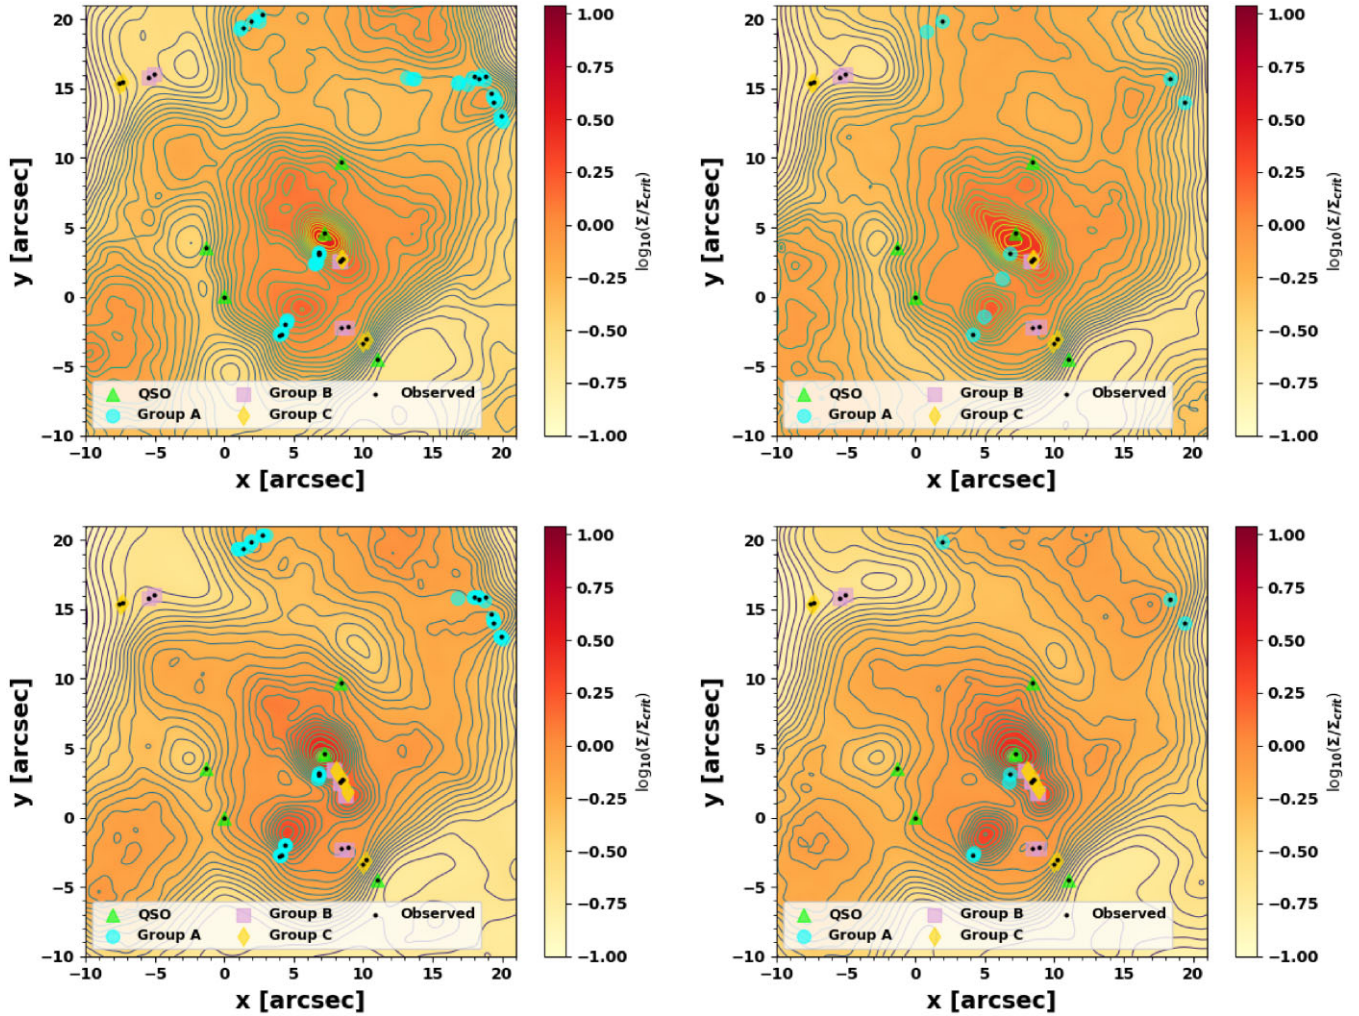 20
15
10
5
0
−5
−10
y [arcsec]
QSO
Group A
Group B
Group C
Observed
−10 −5 0 5 10 15 20
x [arcsec]
1.00
0.75
0.50
0.25
0.00
−0.25
−0.50
−0.75
−1.00
log₁₀(Σ/Σcrit)
20
15
10
5
0
−5
−10
y [arcsec]
QSO
Group A
Group B
Group C
Observed
−10 −5 0 5 10 15 20
x [arcsec]
1.00
0.75
0.50
0.25
0.00
−0.25
−0.50
−0.75
−1.00
log₁₀(Σ/Σcrit)
20
15
10
5
0
−5
−10
y [arcsec]
QSO
Group A
Group B
Group C
Observed
−10 −5 0 5 10 15 20
x [arcsec]
1.00
0.75
0.50
0.25
0.00
−0.25
−0.50
−0.75
−1.00
log₁₀(Σ/Σcrit)
20
15
10
5
0
−5
−10
y [arcsec]
QSO
Group A
Group B
Group C
Observed
−10 −5 0 5 10 15 20
x [arcsec]
1.00
0.75
0.50
0.25
0.00
−0.25
−0.50
−0.75
−1.00
log₁₀(Σ/Σcrit)